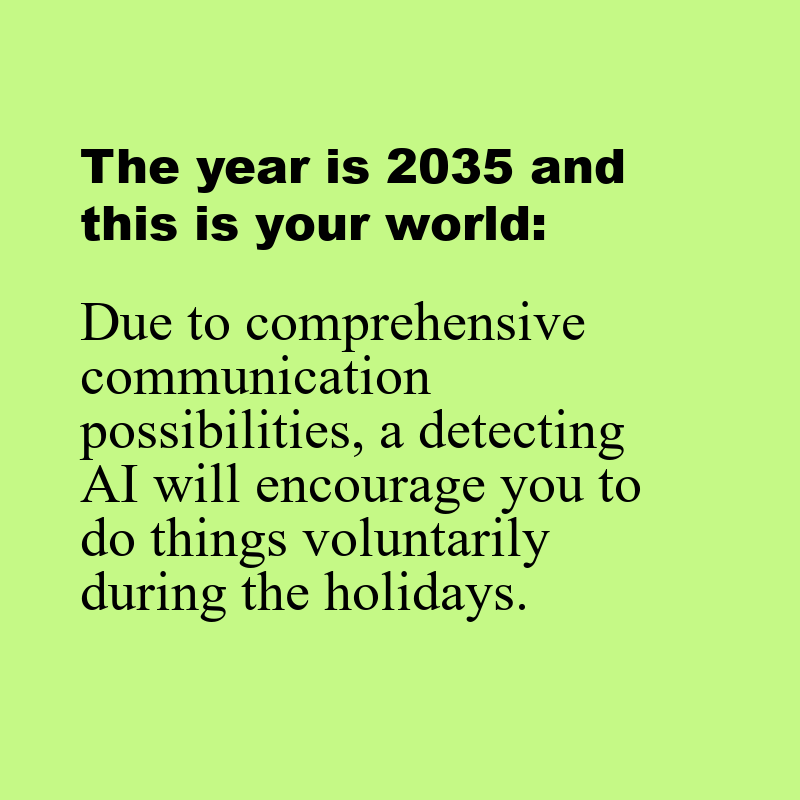 The year is 2035 and
this is your world:
Due to comprehensive
communication
possibilities, a detecting
AI will encourage you to
do things voluntarily
during the holidays.